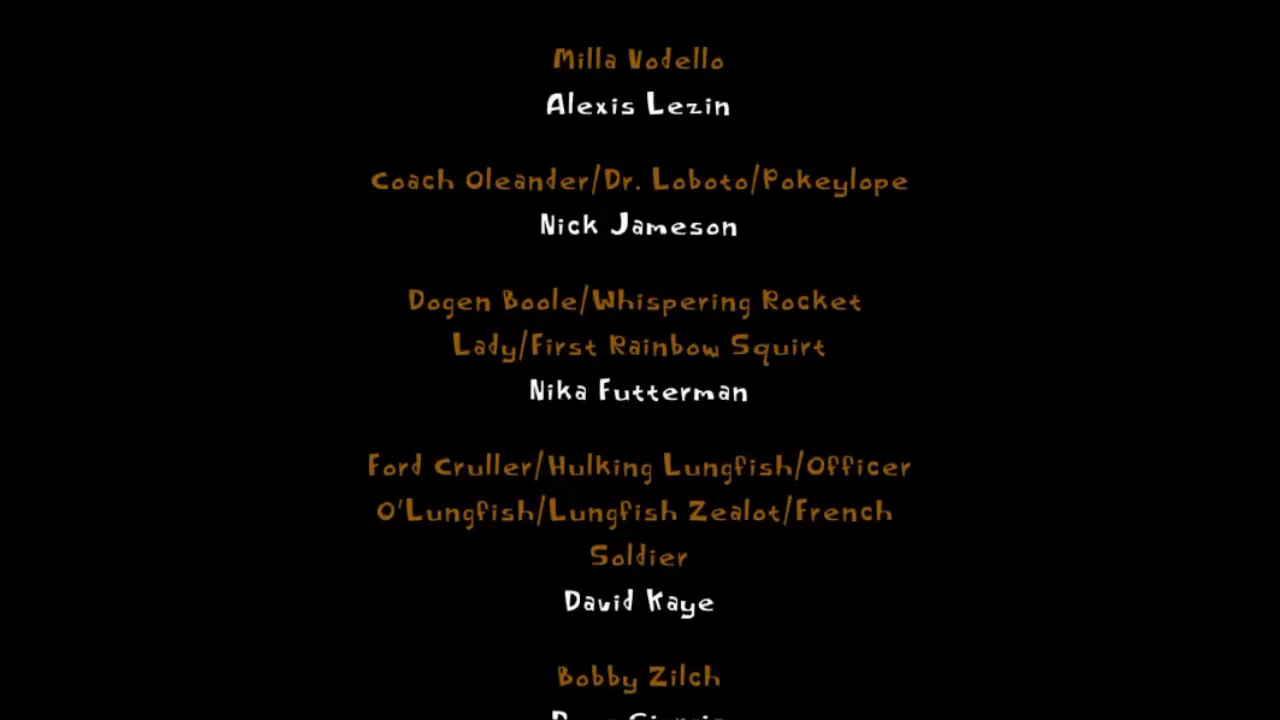 Milla Vodello
Alexis Lezin
Coach Oleander/Dr. Loboto/Pokeylope
Nick Jameson
Dogen Boole/Whispering Rocket
Lady/First Rainbow Squirt
Nika Futterman
Ford Cruller/Hulking Lungfish/Officer
O'Lungfish/Lungfish Zealot/French
Soldier
David Kaye
Bobby Zilch